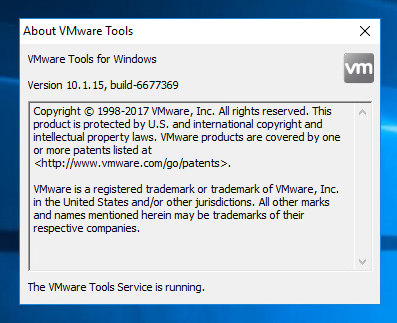 About VMware Tools
VMware Tools for Windows
vm
Version 10.1.15, build-6677369
Copyright © 1998-2017 VMware, Inc. All rights reserved. This
product is protected by U.S. and international copyright and
intellectual property laws. VMware products are covered by one
or more patents listed at
<http://www.vmware.com/go/patents>.
VMware is a registered trademark or trademark of VMware, Inc.
in the United States and/or other jurisdictions. All other marks
and names mentioned herein may be trademarks of their
respective companies.
The VMware Tools Service is running.